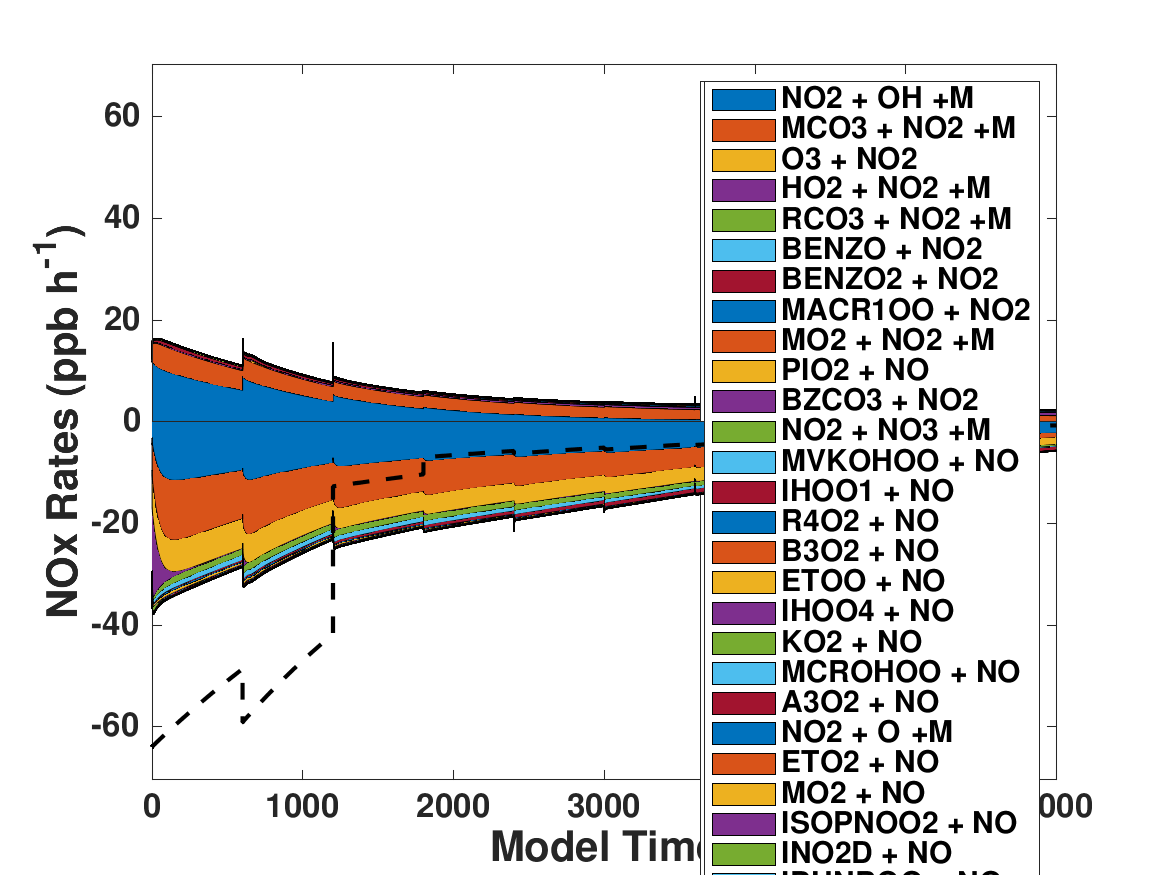 60
40
20
0
-20
-40
-60
NOx Rates (ppb h-1)
0
1000
2000
3000
000
Model Time
NO2 + OH +M
MCO3 + NO2 +M
O3 + NO2
HO2 + NO2 +M
RCO3 + NO2 +M
BENZO + NO2
BENZO2 + NO2
MACR1OO + NO2
MO2 + NO2 +M
PIO2 + NO
BZCO3 + NO2
NO2 + NO3 +M
MVKOHOO + NO
IHOO1 + NO
R4O2 + NO
B3O2 + NO
ETOO + NO
IHOO4 + NO
KO2 + NO
MCROHOO + NO
A3O2 + NO
NO2 + O +M
ETO2 + NO
MO2 + NO
ISOPNOO2 + NO
INO2D + NO